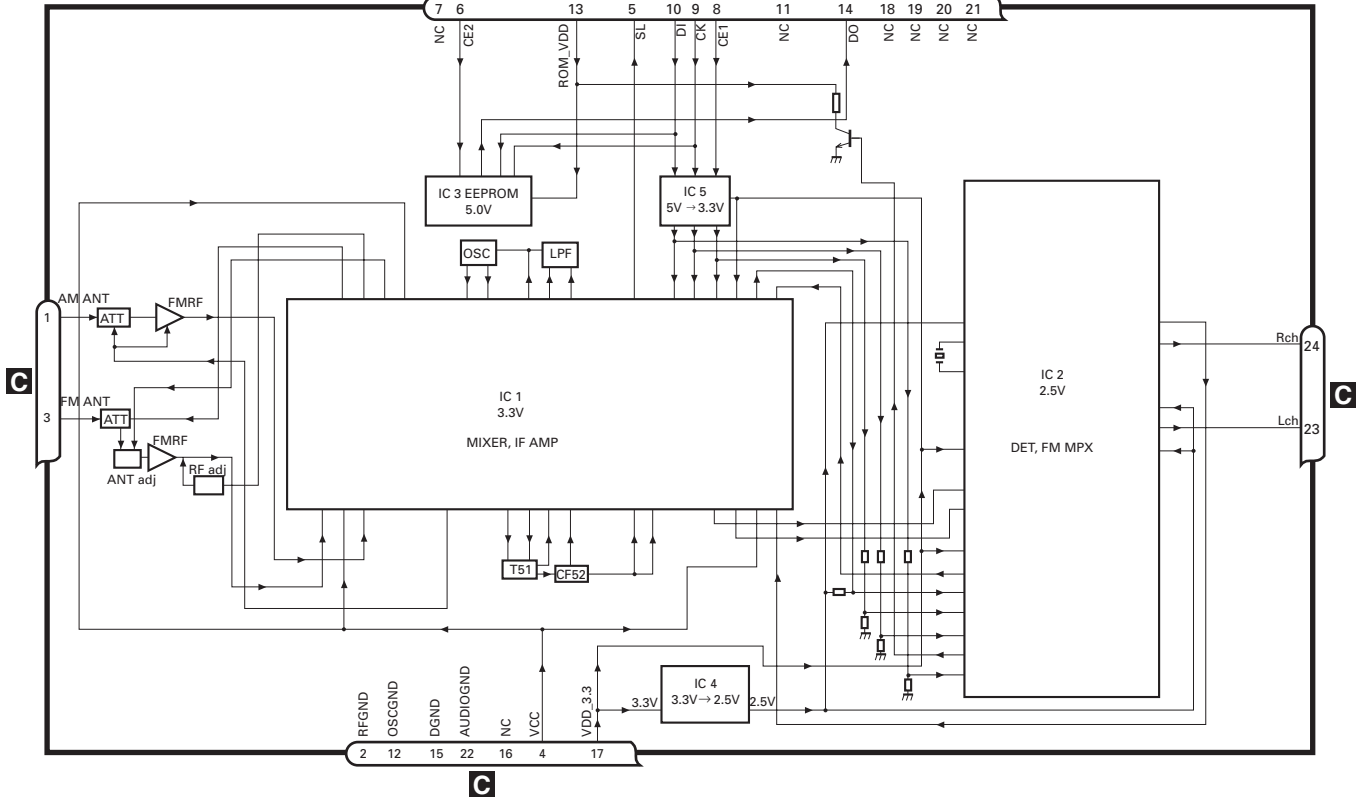 7 6 13 5 10 9 8 11 14 18 19 20 21
NC CE2 ROM_VDD SL DI CK CE1 NC DO NC NC NC NC
IC 3 EEPROM
5.0V
IC 5
5V → 3.3V
OSC
LPF
AM ANT
FMRF
1
ATT
C
FM ANT
3
ATT
FMRF
RF adj
ANT adj
IC 1
3.3V
MIXER, IF AMP
IC 2
2.5V
DET, FM MPX
Rch
24
C
Lch
23
T51
CF52
IC 4
3.3V 3.3V→2.5V 2.5V
RFGND OSCGND DGND AUDIOGND NC VCC VDD_3.3
2 12 15 22 16 4 17
C